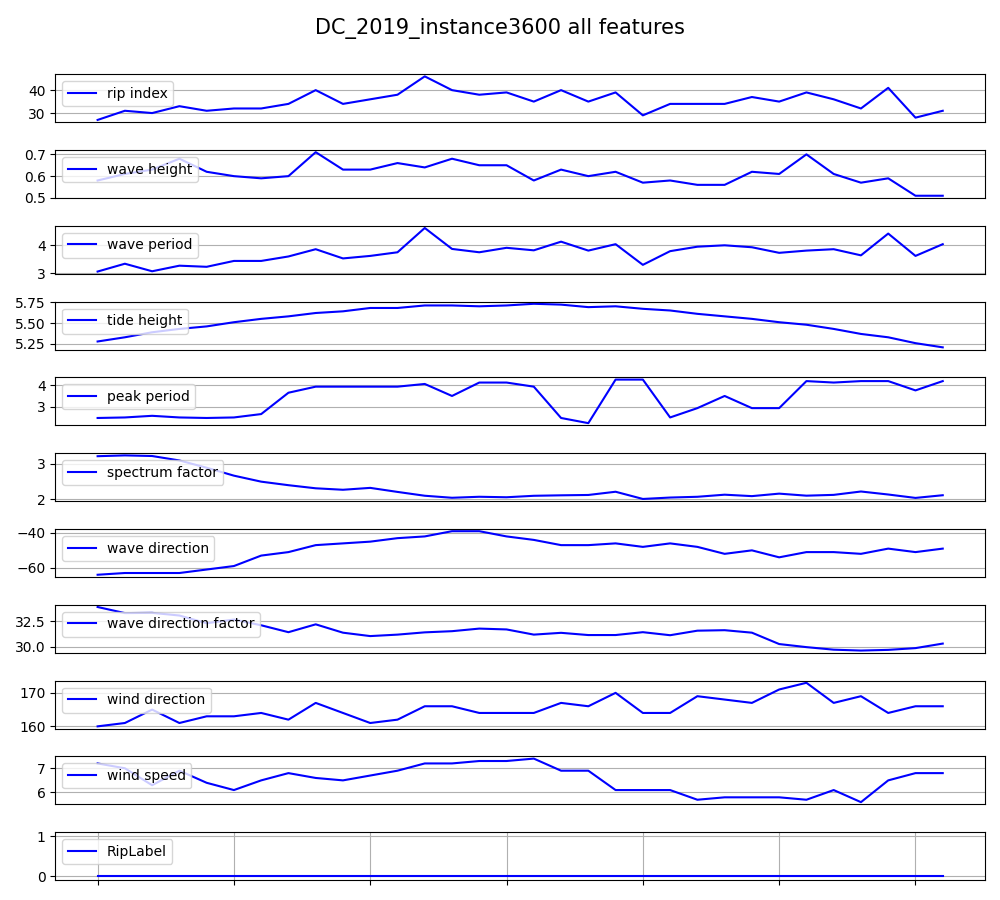 DC_2019_instance3600 all features
40
30
rip index
0.7
0.6
0.5
wave height
4
3
wave period
5.75
5.50
5.25
tide height
4
3
peak period
3
2
spectrum factor
−40
−60
wave direction
32.5
30.0
wave direction factor
170
160
wind direction
7
6
wind speed
1
0
RipLabel